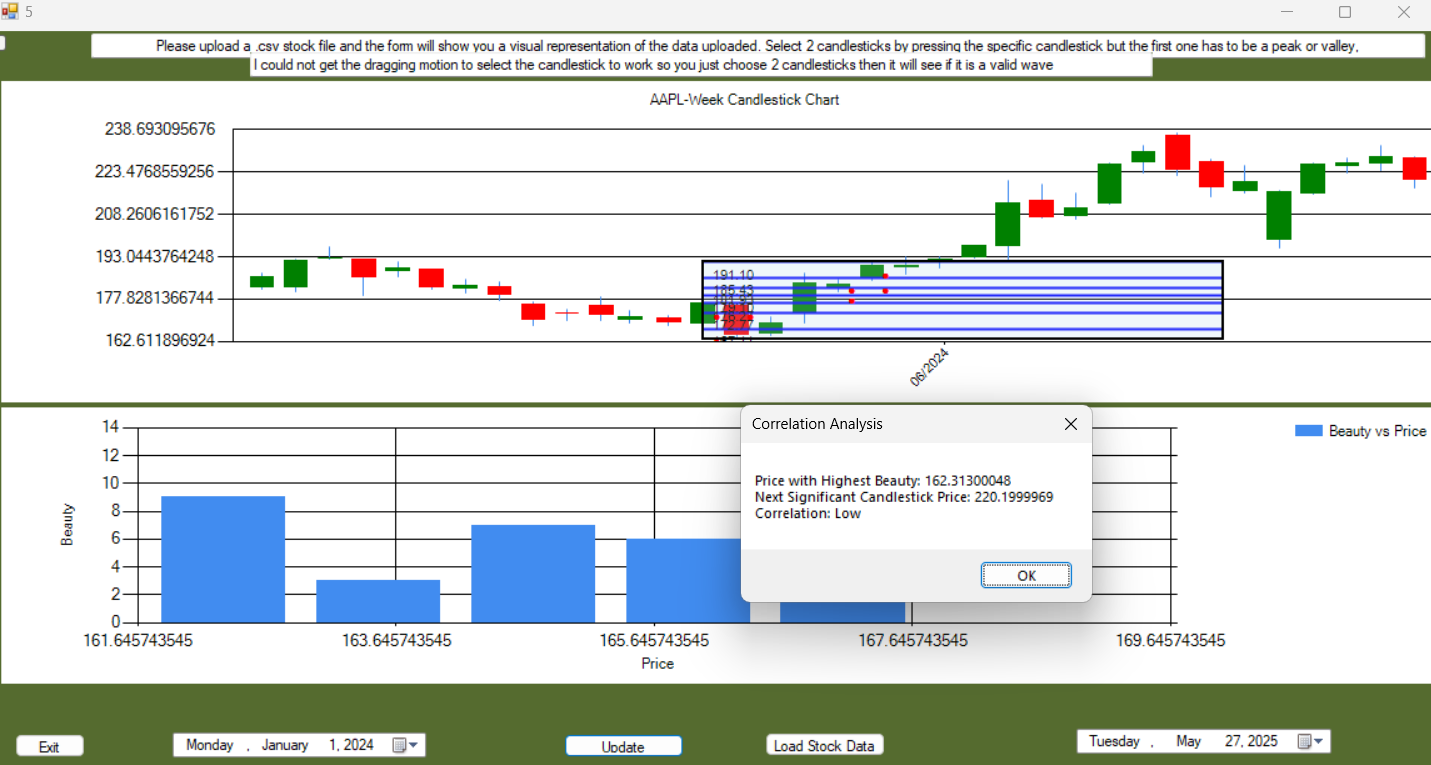 5
Please upload a .csv stock file and the form will show you a visual representation of the data uploaded. Select 2 candlesticks by pressing the specific candlestick but the first one has to be a peak or valley,
I could not get the dragging motion to select the candlestick to work so you just choose 2 candlesticks then it will see if it is a valid wave
AAPL-Week Candlestick Chart
238.693095676
223.4768559256
208.2606161752
193.0443764248
177.8281366744
162.611896924
191.10
185.43
06/2024
14
12
10
8
6
4
2
0
Beauty
161.645743545
163.645743545
165.645743545
167.645743545
169.645743545
Price
Beauty vs Price
Correlation Analysis
Price with Highest Beauty: 162.31300048
Next Significant Candlestick Price: 220.1999969
Correlation: Low
OK
Exit
Monday , January 1, 2024
Update
Load Stock Data
Tuesday , May 27, 2025